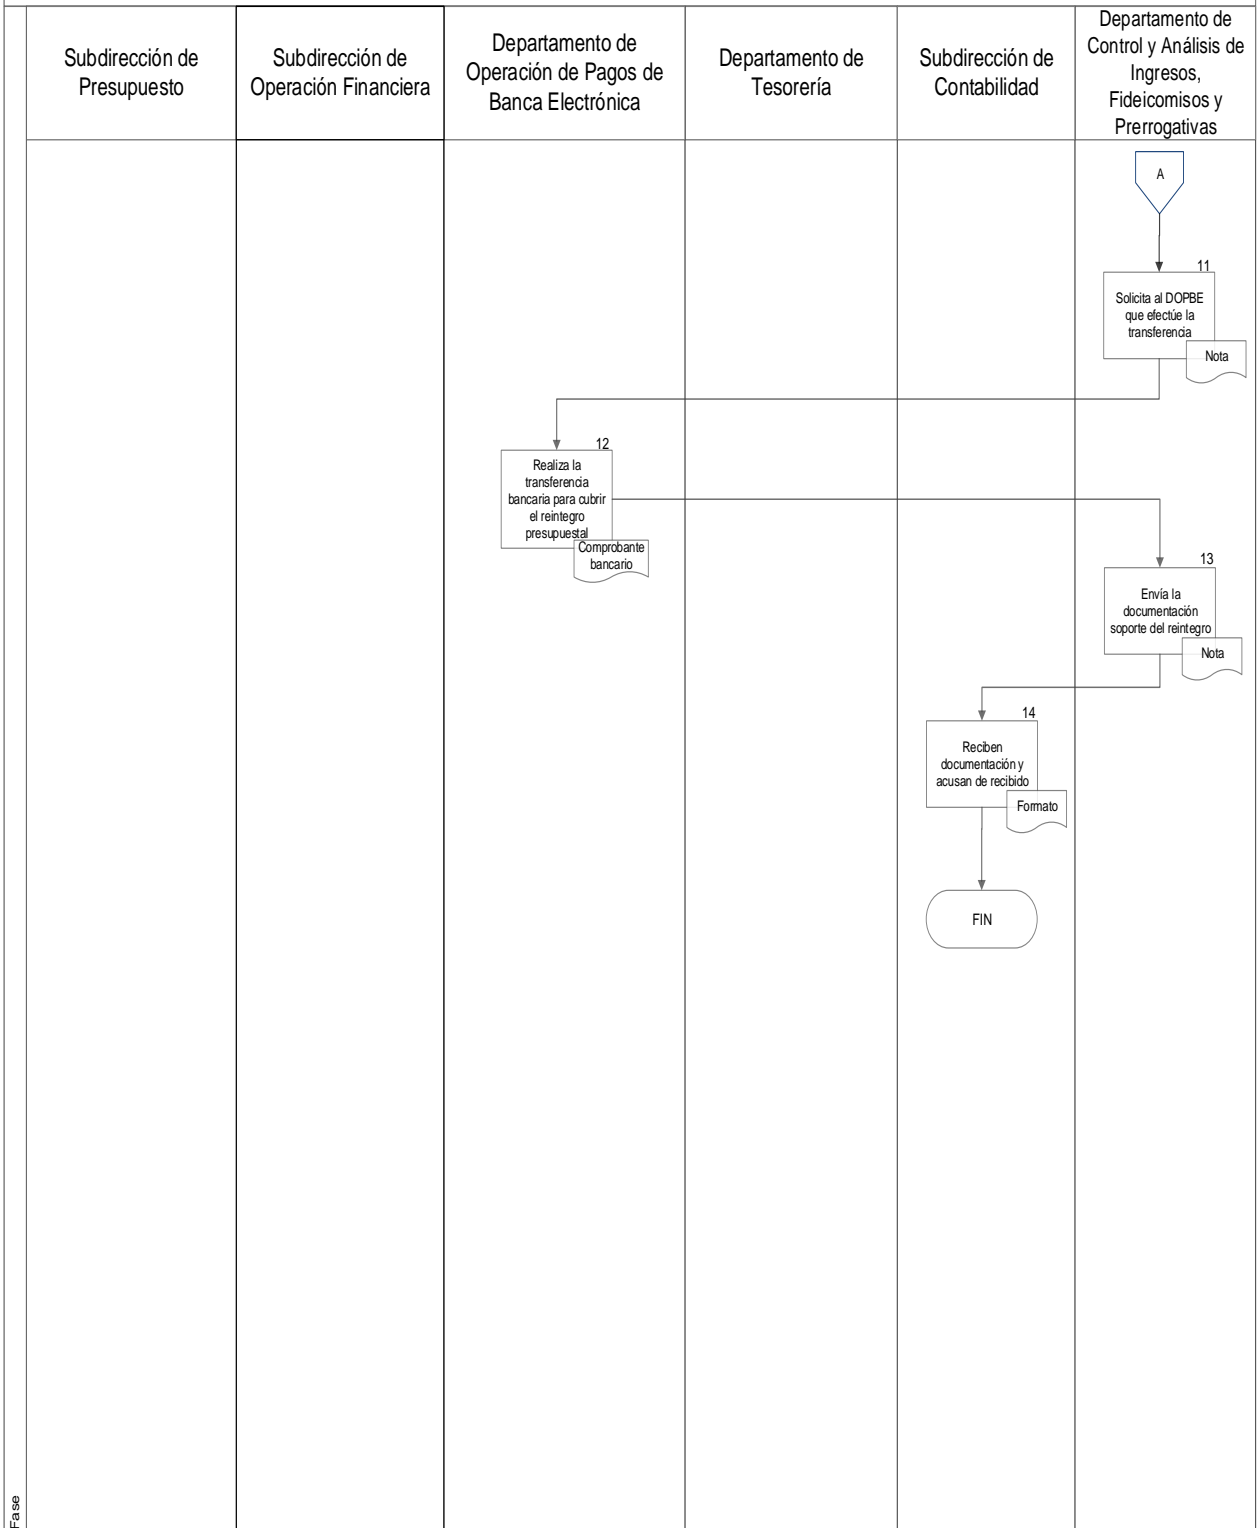 Subdirección de
Presupuesto
Subdirección de
Operación Financiera
Departamento de
Operación de Pagos de
Banca Electrónica
Departamento de
Tesorería
Subdirección de
Contabilidad
Departamento de
Control y Análisis de
Ingresos,
Fideicomisos y
Prerrogativas
A
11
Solicita al DOPBE
que efectúe la
transferencia
Nota
12
Realiza la
transferencia
bancaria para cubrir
el reintegro
presupuestal
Comprobante
bancario
13
Envía la
documentación
soporte del reintegro
Nota
14
Reciben
documentación y
acusan de recibido
Formato
FIN
Fase